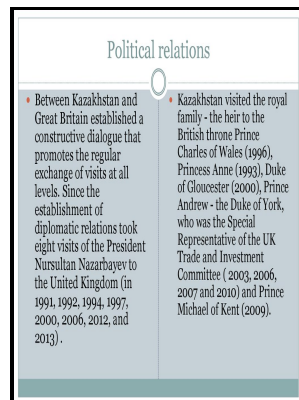 Political relations
• Between Kazakhstan and
Great Britain established a
constructive dialogue that
promotes the regular
exchange of visits at all
levels. Since the
establishment of
diplomatic relations took
eight visits of the President
Nursultan Nazarbayev to
the United Kingdom (in
1991, 1992, 1994, 1997,
2000, 2006, 2012, and
2013) .
• Kazakhstan visited the royal
family - the heir to the
British throne Prince
Charles of Wales (1996),
Princess Anne (1993), Duke
of Gloucester (2000), Prince
Andrew - the Duke of York,
who was the Special
Representative of the UK
Trade and Investment
Committee ( 2003, 2006,
2007 and 2010) and Prince
Michael of Kent (2009).